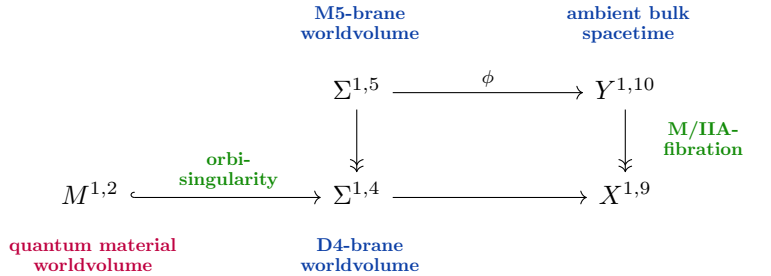 M5-brane
worldvolume
ambient bulk
spacetime
Σ^{1,5}
ϕ
Y^{1,10}
M/IIA-
fibration
orbi-
singularity
M^{1,2}
Σ^{1,4}
X^{1,9}
quantum material
worldvolume
D4-brane
worldvolume